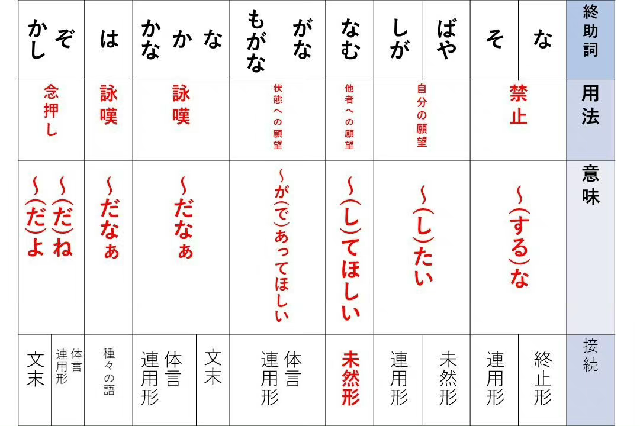 終助詞
な
そ
ばや
しが
なむ
がな
もがな
な
か
かな
は
ぞ
かし
用法
禁止
自分の願望
他者への願望
状態への願望
詠嘆
詠嘆
念押し
意味
～(する)な
～(し)たい
～(し)てほしい
～が(で)あってほしい
～だなぁ
～だなぁ
～(だ)ね
～(だ)よ
接続
終止形
連用形
未然形
連用形
未然形
体言
連用形
文末
体言
連用形
種々の語
体言
連用形
文末